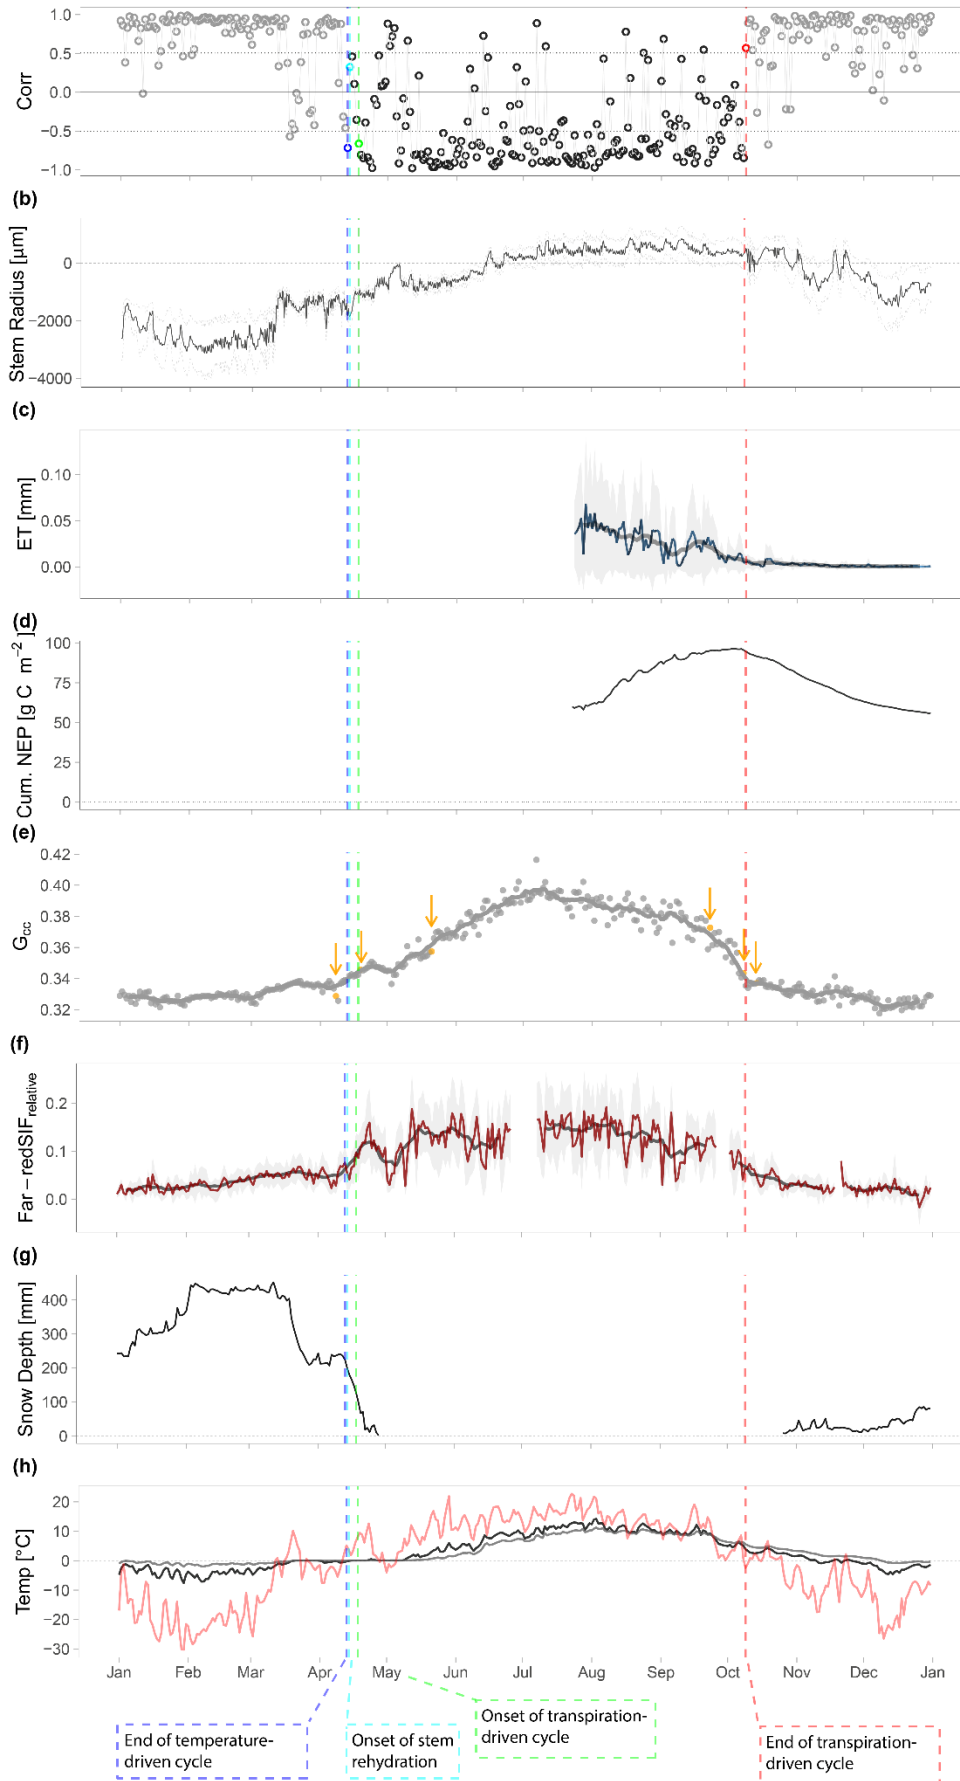 1.0
0.5
0.0
−0.5
−1.0
Corr
(b)
0
−2000
−4000
Stem Radius [µm]
(c)
0.10
0.05
0.00
ET [mm]
(d)
100
75
50
25
0
Cum. NEP [g C m−2 ]
(e)
0.42
0.40
0.38
0.36
0.34
0.32
Gcc
(f)
0.2
0.1
0.0
Far−redSIFrelative
(g)
400
300
200
100
0
Snow Depth [mm]
(h)
20
10
0
−10
−20
−30
Temp [°C]
Jan Feb Mar Apr May Jun Jul Aug Sep Oct Nov Dec Jan
End of temperature-
driven cycle
Onset of stem
rehydration
Onset of transpiration-
driven cycle
End of transpiration-
driven cycle